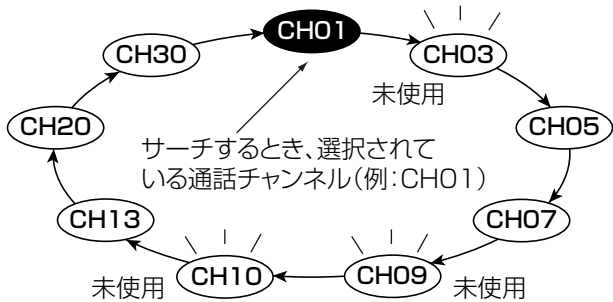 CH01
CH30
CH03
未使用
CH20
CH05
サーチするとき、選択されて
いる通話チャンネル(例:CH01)
CH13
CH07
未使用
CH10
CH09
未使用